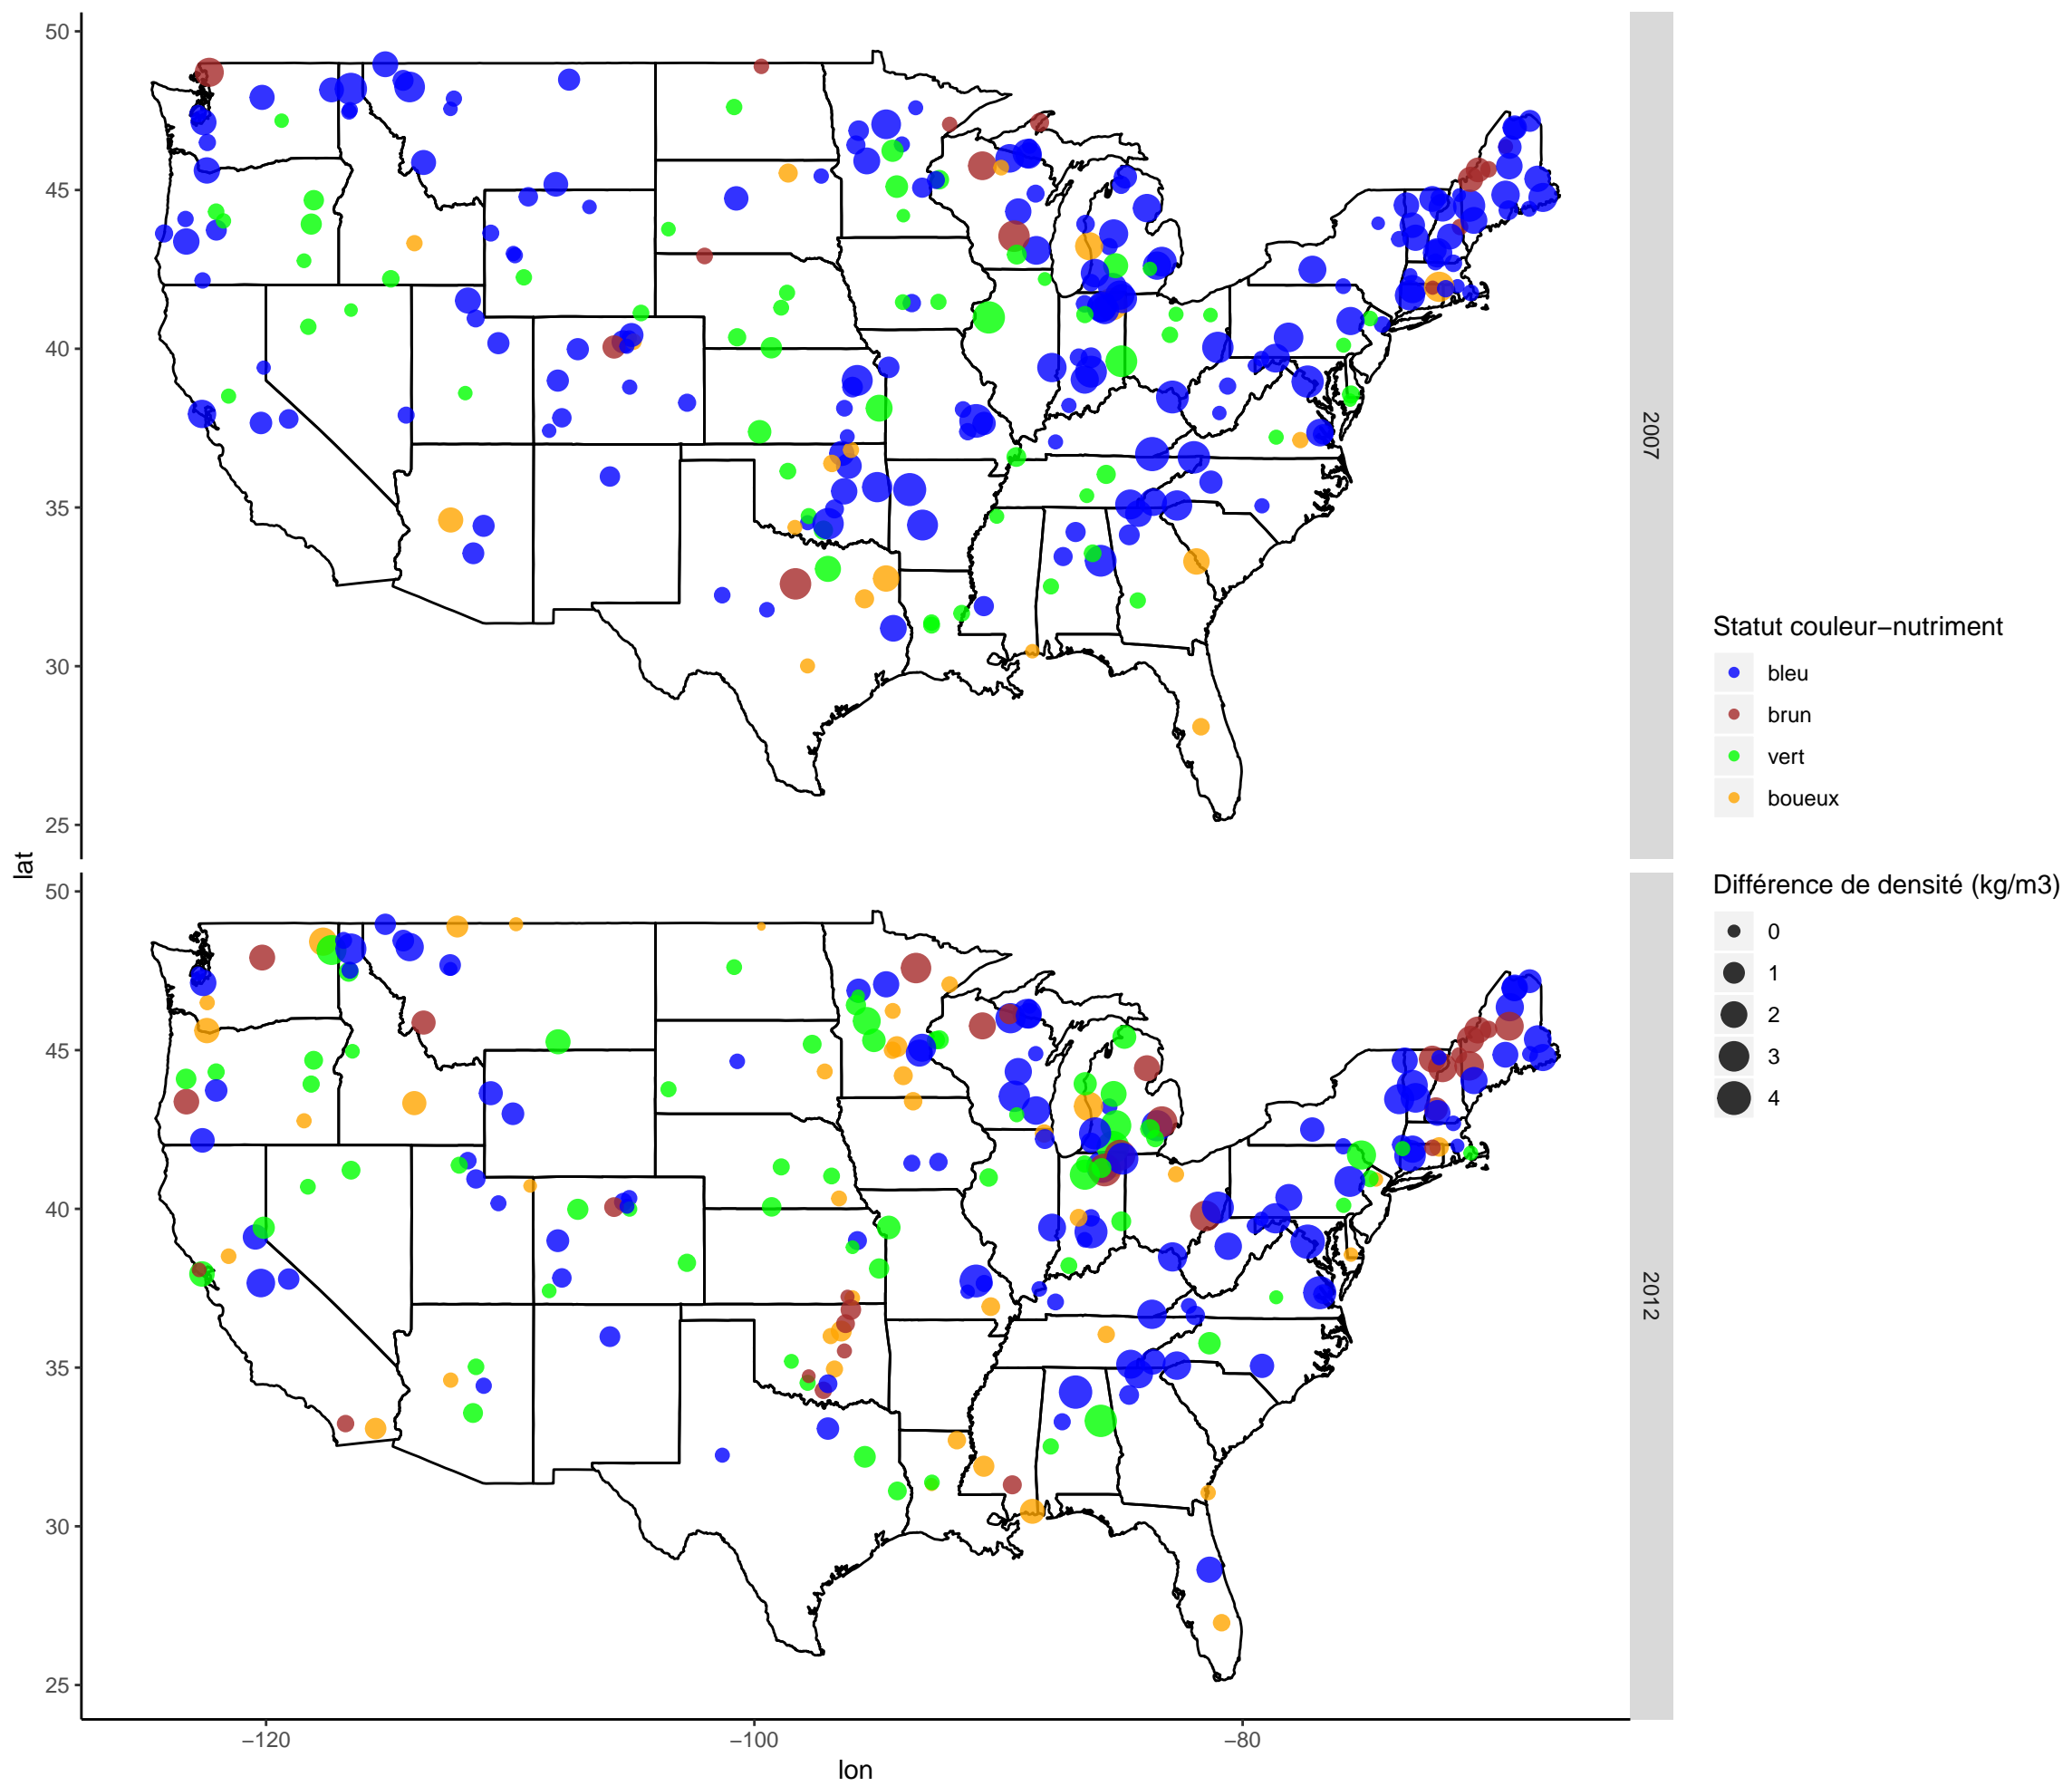 50
45
40
35
30
25
2007
50
45
40
35
30
25
2012
−120
−100
−80
lon
lat
Statut couleur−nutriment
bleu
brun
vert
boueux
Différence de densité (kg/m3)
0
1
2
3
4